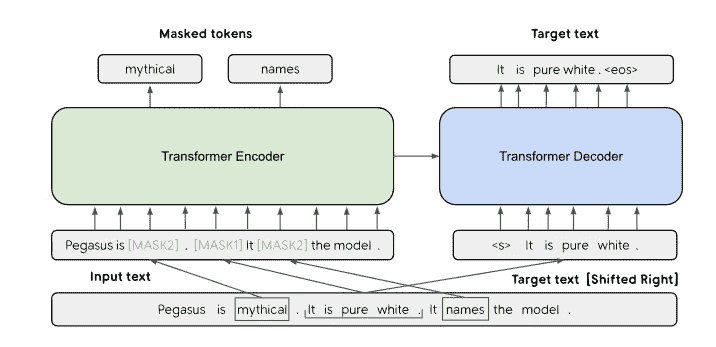 Masked tokens
Target text
mythical
names
It is pure white . <eos>
Transformer Encoder
Transformer Decoder
Pegasus is [MASK2] . [MASK1] It [MASK2] the model .
<s> It is pure white .
Input text
Target text [Shifted Right]
Pegasus is mythical . It is pure white . It names the model .